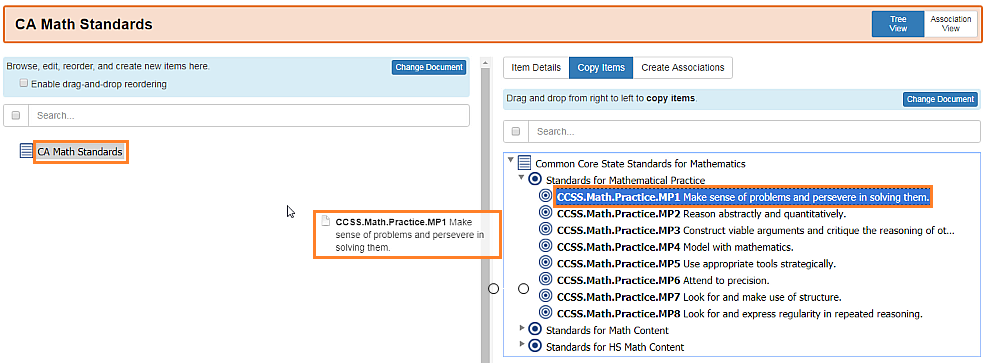 CA Math Standards
Tree
View
Association
View
Browse, edit, reorder, and create new items here.
Change Document
Enable drag-and-drop reordering
Search...
CA Math Standards
CCSS.Math.Practice.MP1 Make
sense of problems and persevere in
solving them.
Item Details
Copy Items
Create Associations
Drag and drop from right to left to copy items.
Change Document
Search...
Common Core State Standards for Mathematics
Standards for Mathematical Practice
CCSS.Math.Practice.MP1 Make sense of problems and persevere in solving them.
CCSS.Math.Practice.MP2 Reason abstractly and quantitatively.
CCSS.Math.Practice.MP3 Construct viable arguments and critique the reasoning of ot...
CCSS.Math.Practice.MP4 Model with mathematics.
CCSS.Math.Practice.MP5 Use appropriate tools strategically.
CCSS.Math.Practice.MP6 Attend to precision.
CCSS.Math.Practice.MP7 Look for and make use of structure.
CCSS.Math.Practice.MP8 Look for and express regularity in repeated reasoning.
Standards for Math Content
Standards for HS Math Content